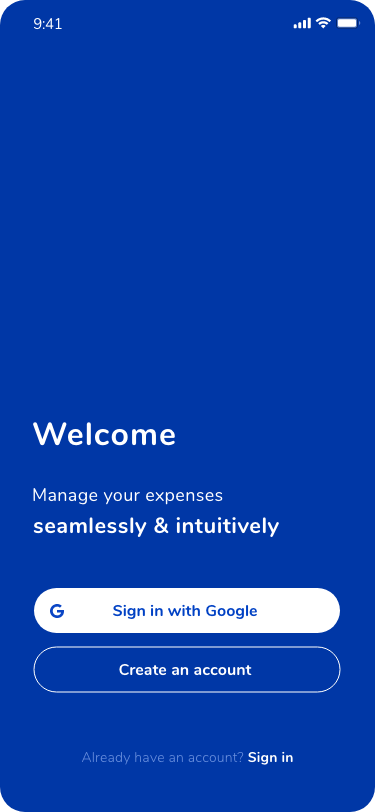 9:41
Welcome
Manage your expenses
seamlessly & intuitively
G Sign in with Google
Create an account
Already have an account? Sign in